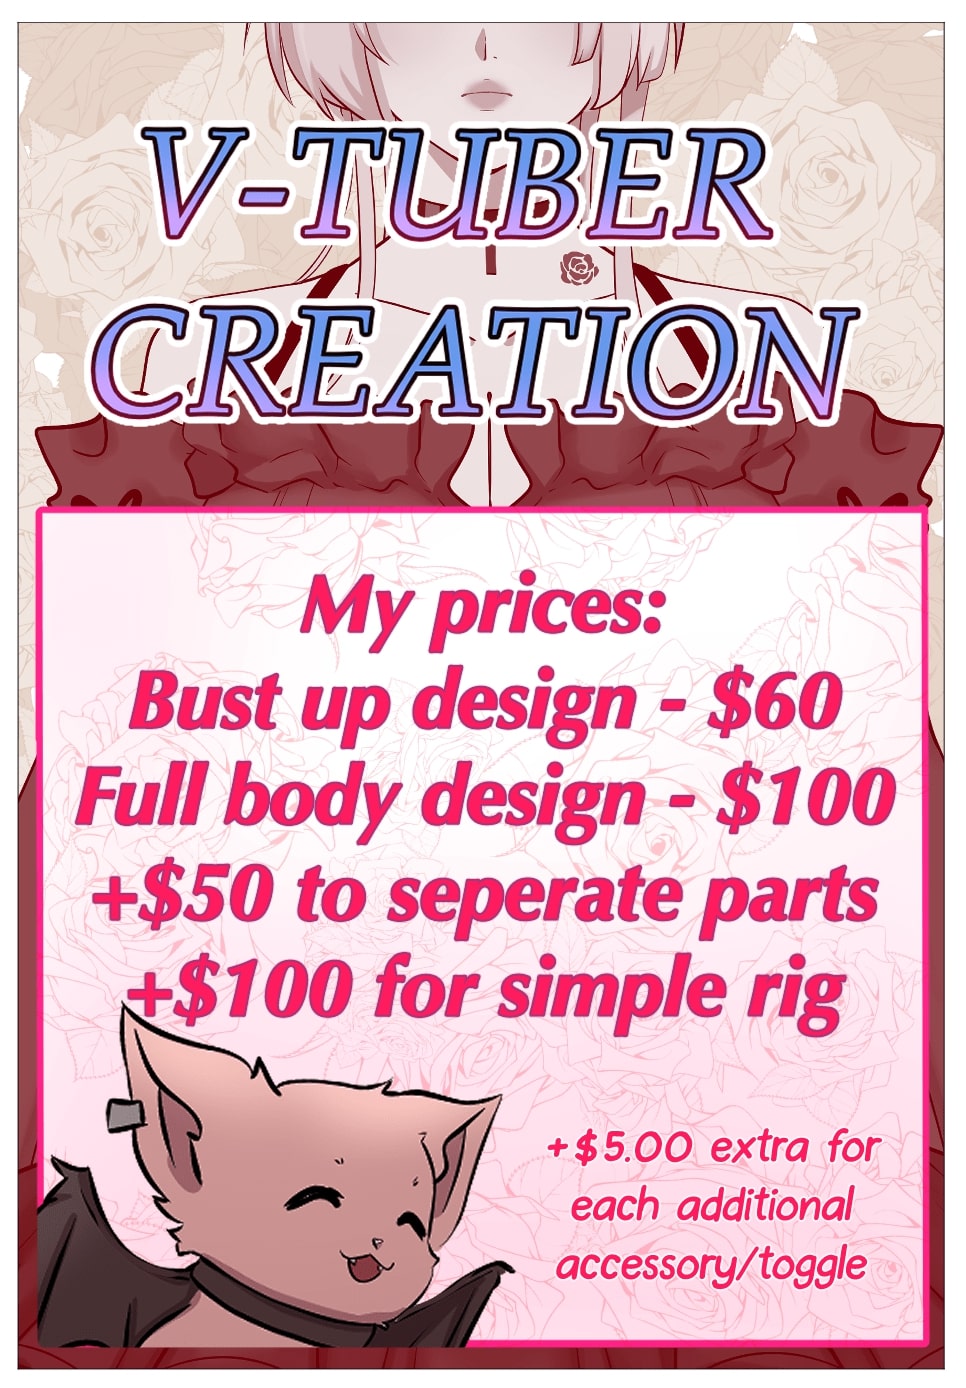 V-TUBER
CREATION
My prices:
Bust up design - $60
Full body design - $100
+$50 to seperate parts
+$100 for simple rig
+$5.00 extra for
each additional
accessory/toggle